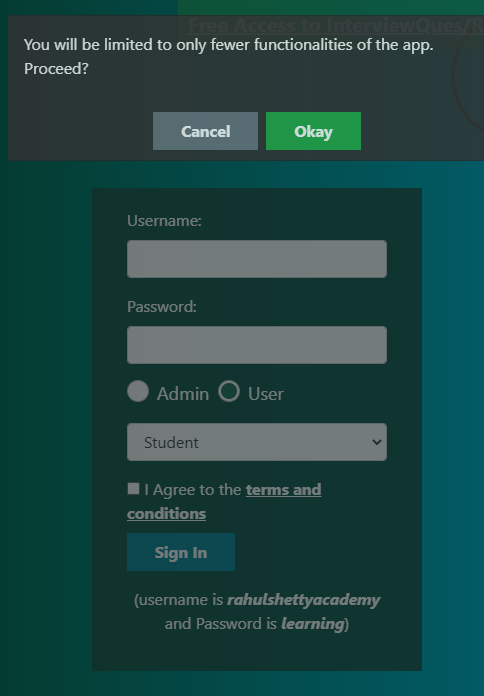 Free Access to InterviewQues/R
You will be limited to only fewer functionalities of the app.
Proceed?
Cancel Okay
Username:
Password:
Admin User
Student
I Agree to the terms and
conditions
Sign In
(username is rahulshettyacademy
and Password is learning)